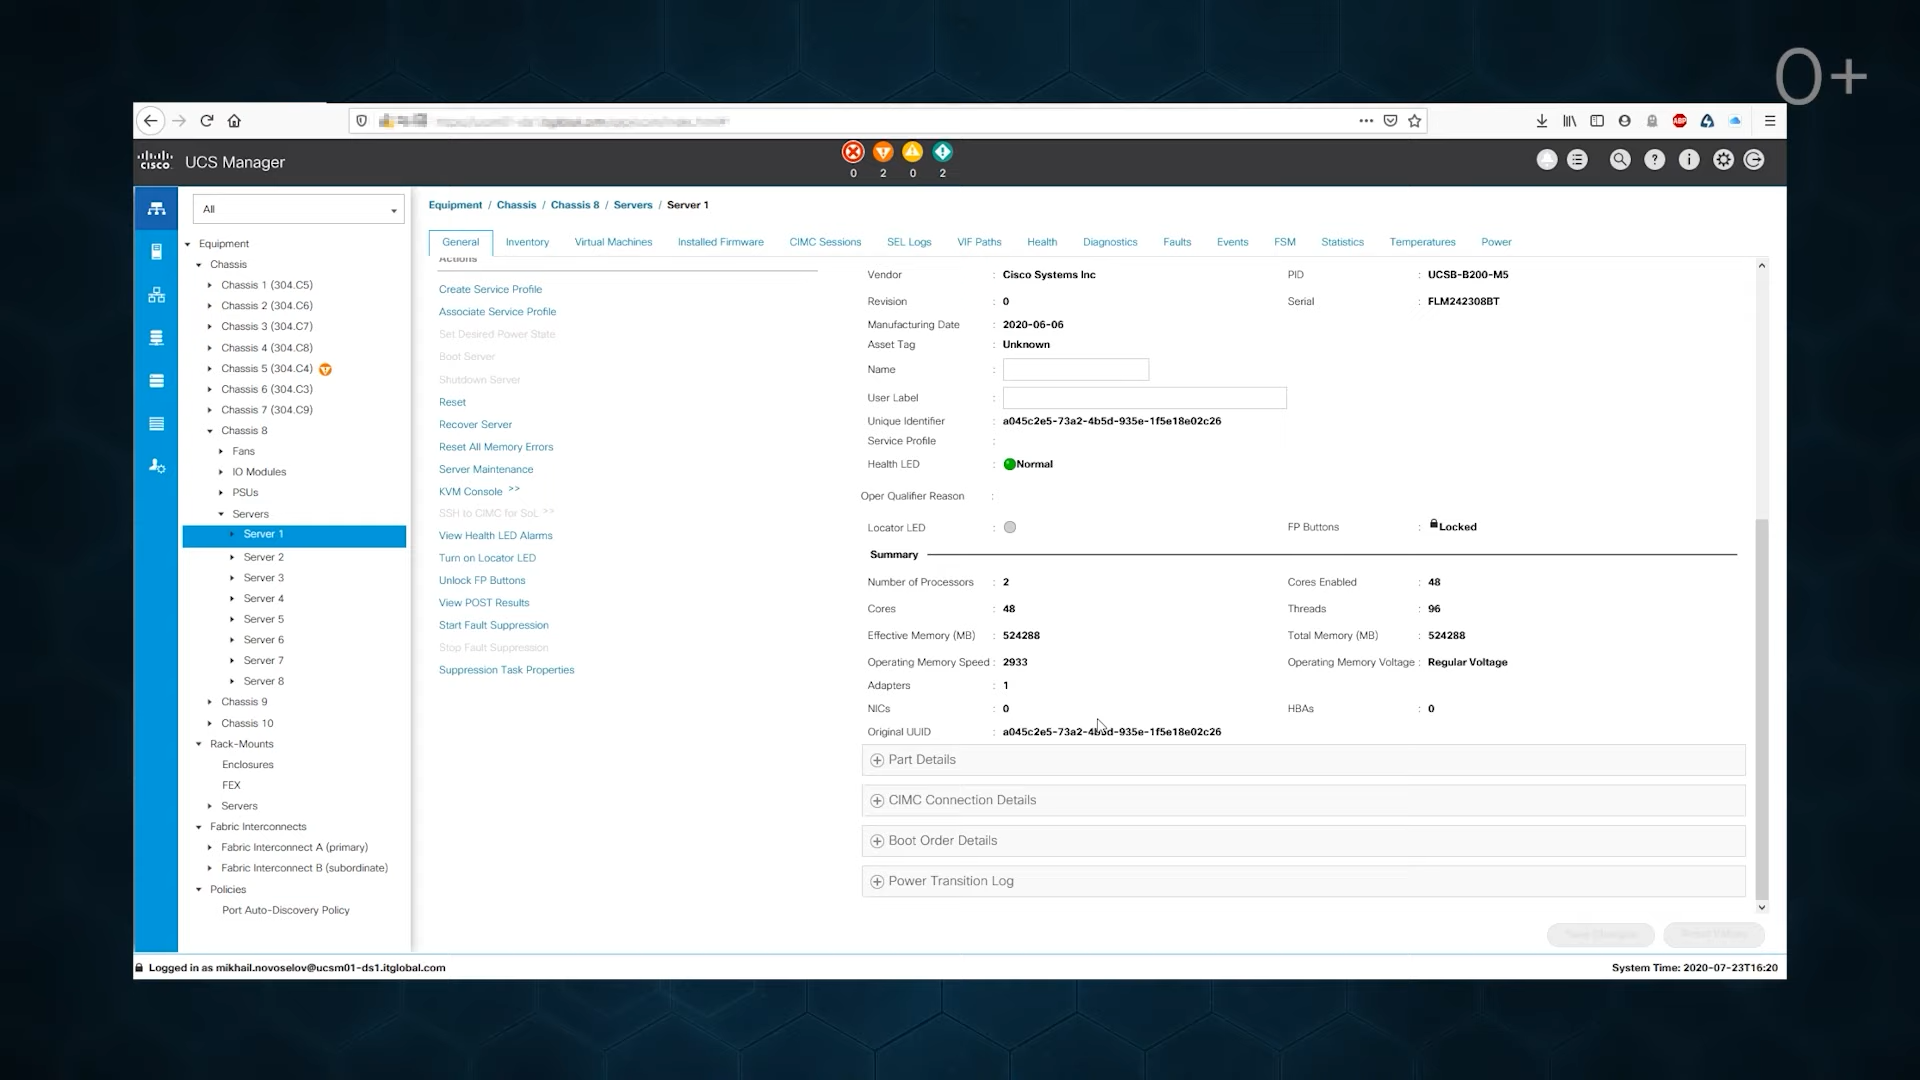 0+
ABP
cisco UCS Manager
0 2 0 2
All
Equipment
Chassis
Chassis 1 (304.C5)
Chassis 2 (304.C6)
Chassis 3 (304.C7)
Chassis 4 (304.C8)
Chassis 5 (304.C4)
Chassis 6 (304.C3)
Chassis 7 (304.C9)
Chassis 8
Fans
IO Modules
PSUs
Servers
Server 1
Server 2
Server 3
Server 4
Server 5
Server 6
Server 7
Server 8
Chassis 9
Chassis 10
Rack-Mounts
Enclosures
FEX
Servers
Fabric Interconnects
Fabric Interconnect A (primary)
Fabric Interconnect B (subordinate)
Policies
Port Auto-Discovery Policy
Equipment / Chassis / Chassis 8 / Servers / Server 1
General Inventory Virtual Machines Installed Firmware CIMC Sessions SEL Logs VIF Paths Health Diagnostics Faults Events FSM Statistics Temperatures Power
Actions
Create Service Profile
Associate Service Profile
Set Desired Power State
Boot Server
Shutdown Server
Reset
Recover Server
Reset All Memory Errors
Server Maintenance
KVM Console >>
SSH to CIMC for SoL >>
View Health LED Alarms
Turn on Locator LED
Unlock FP Buttons
View POST Results
Start Fault Suppression
Stop Fault Suppression
Suppression Task Properties
Vendor : Cisco Systems Inc PID : UCSB-B200-M5
Revision : 0 Serial : FLM242308BT
Manufacturing Date : 2020-06-06
Asset Tag : Unknown
Name :
User Label :
Unique Identifier : a045c2e5-73a2-4b5d-935e-1f5e18e02c26
Service Profile :
Health LED : Normal
Oper Qualifier Reason :
Locator LED : FP Buttons : Locked
Summary
Number of Processors : 2 Cores Enabled : 48
Cores : 48 Threads : 96
Effective Memory (MB) : 524288 Total Memory (MB) : 524288
Operating Memory Speed : 2933 Operating Memory Voltage : Regular Voltage
Adapters : 1
NICs : 0 HBAs : 0
Original UUID : a045c2e5-73a2-4b5d-935e-1f5e18e02c26
Part Details
CIMC Connection Details
Boot Order Details
Power Transition Log
Logged in as mikhail.novoselov@ucsm01-ds1.itglobal.com
System Time: 2020-07-23T16:20